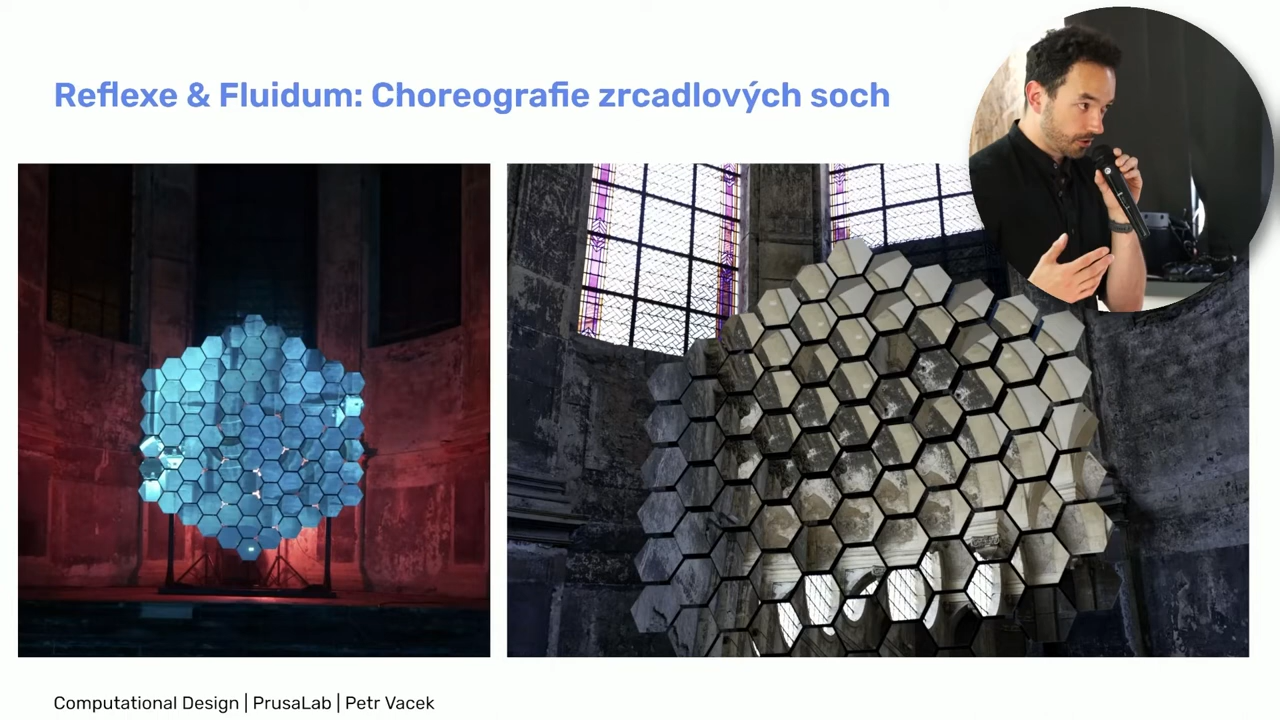 Reflexe & Fluidum: Choreografie zrcadlových soch
Computational Design | PrusaLab | Petr Vacek